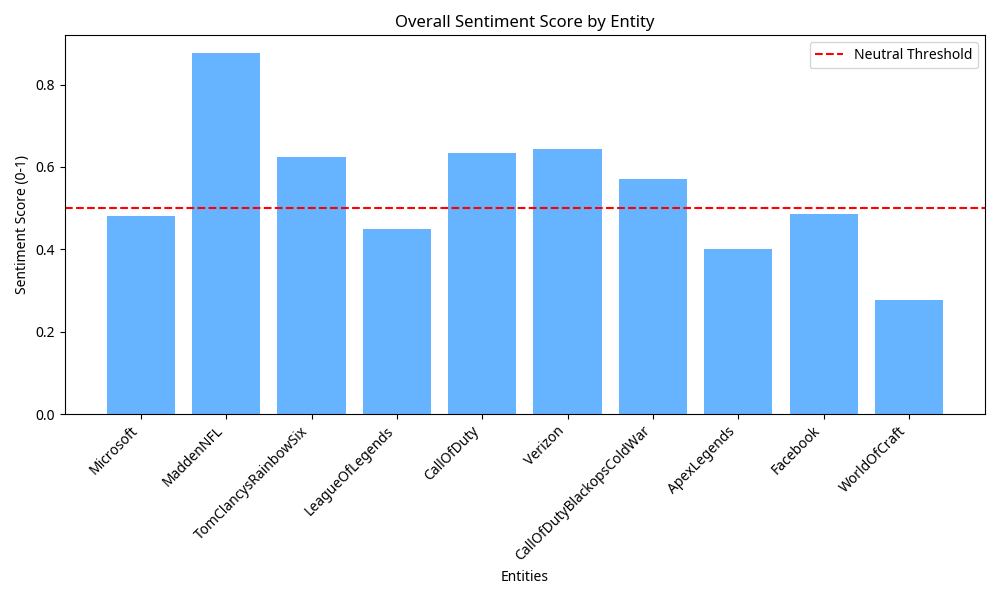 Overall Sentiment Score by Entity
Neutral Threshold
Sentiment Score (0-1)
0.8
0.6
0.4
0.2
0.0
Microsoft
MaddenNFL
TomClancysRainbowSix
LeagueOfLegends
CallOfDuty
Verizon
CallOfDutyBlackopsColdWar
ApexLegends
Facebook
WorldOfCraft
Entities